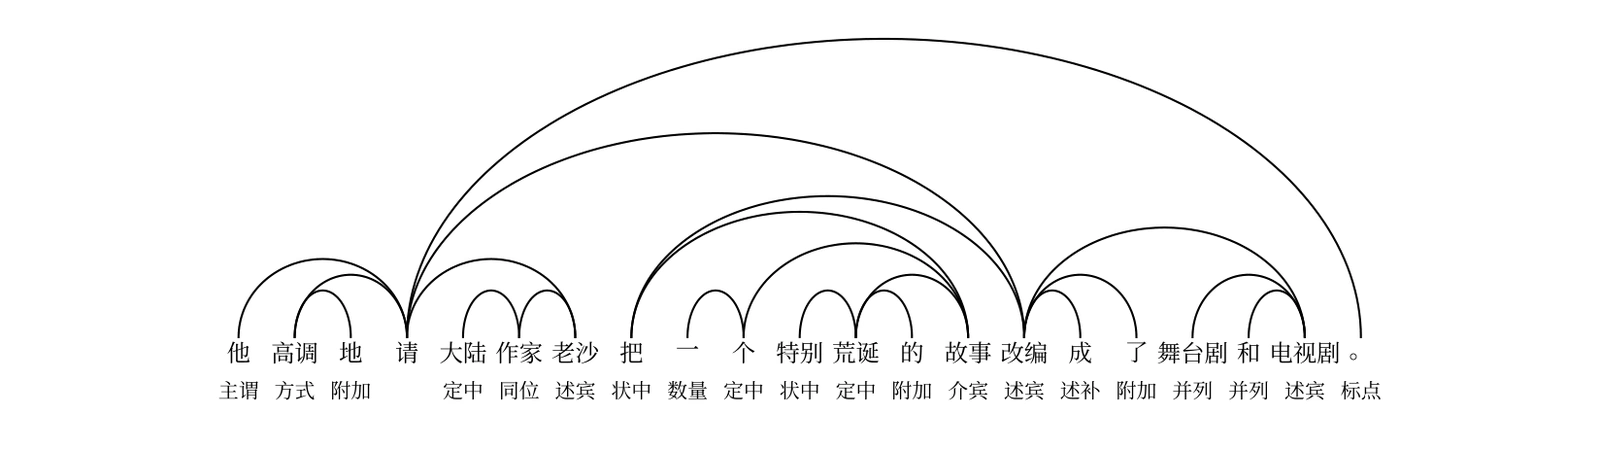 他 高调 地 请 大陆 作家 老沙 把 一 个 特别 荒诞 的 故事 改编 成 了 舞台剧 和 电视剧 。
主谓 方式 附加 定中 同位 述宾 状中 数量 定中 状中 定中 附加 介宾 述宾 述补 附加 并列 并列 述宾 标点